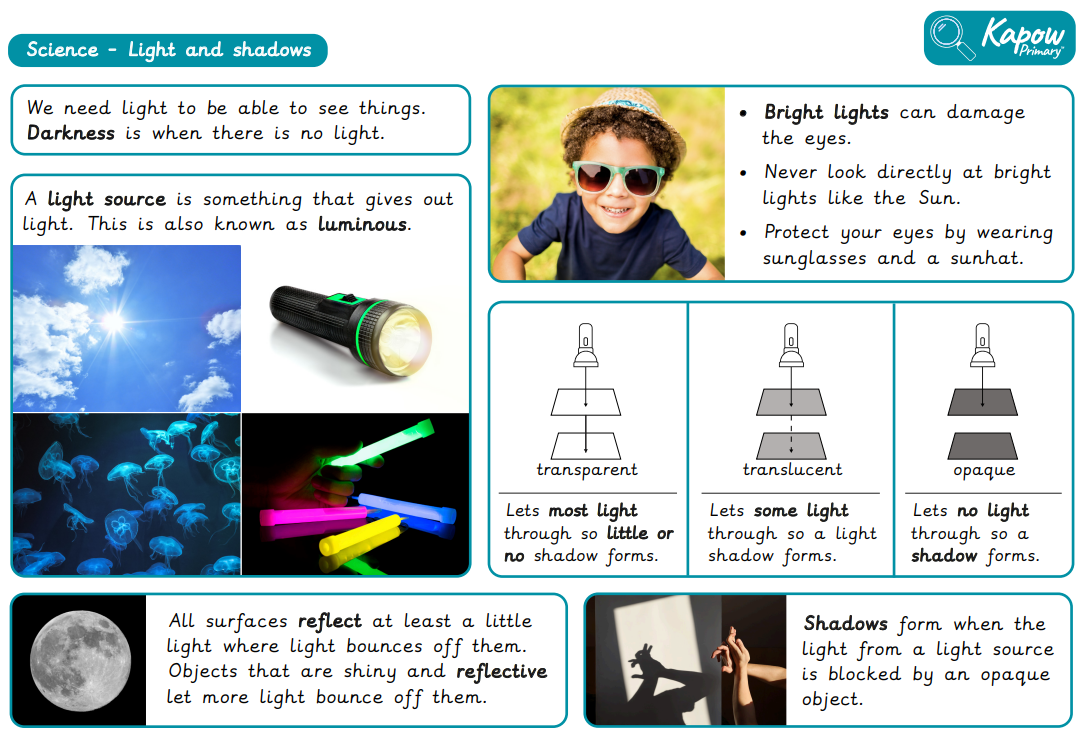 Science - Light and shadows
Kapow
Primary™
We need light to be able to see things.
Darkness is when there is no light.
A light source is something that gives out
light. This is also known as luminous.
• Bright lights can damage
the eyes.
• Never look directly at bright
lights like the Sun.
• Protect your eyes by wearing
sunglasses and a sunhat.
transparent
Lets most light
through so little or
no shadow forms.
translucent
Lets some light
through so a light
shadow forms.
opaque
Lets no light
through so a
shadow forms.
All surfaces reflect at least a little
light where light bounces off them.
Objects that are shiny and reflective
let more light bounce off them.
Shadows form when the
light from a light source
is blocked by an opaque
object.